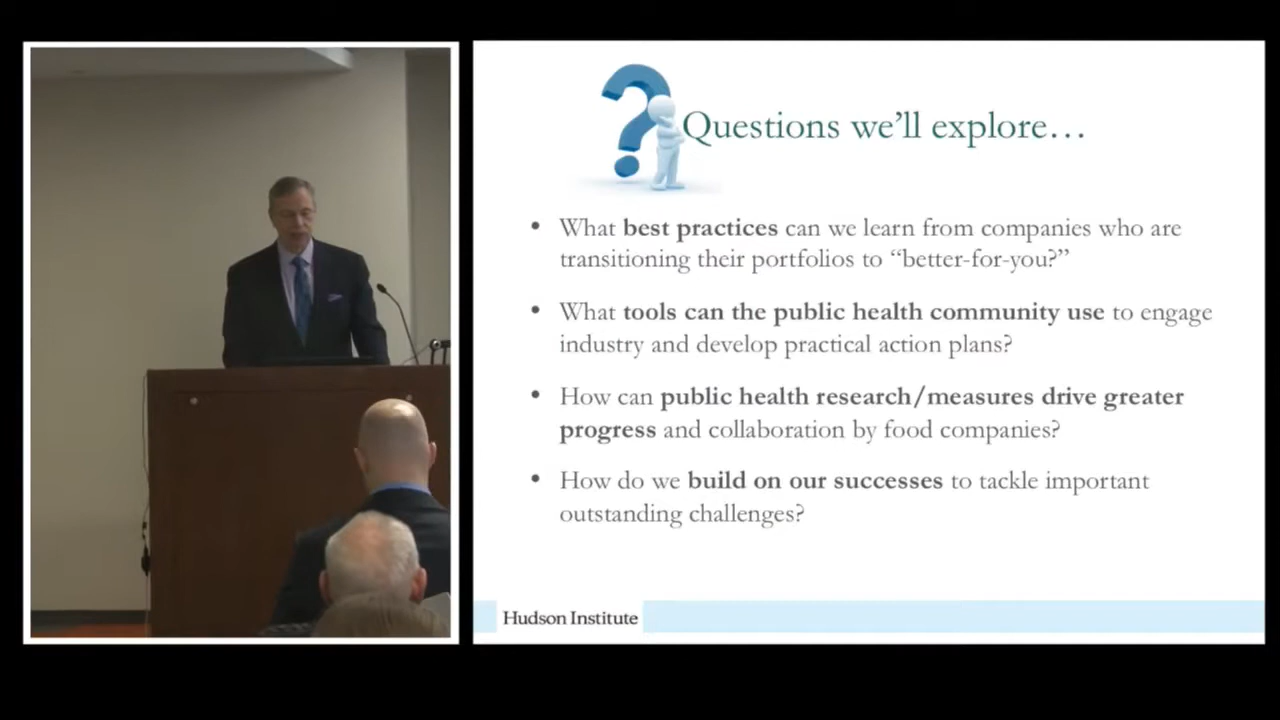 Questions we'll explore…
• What best practices can we learn from companies who are
transitioning their portfolios to “better-for-you?”
• What tools can the public health community use to engage
industry and develop practical action plans?
• How can public health research/measures drive greater
progress and collaboration by food companies?
• How do we build on our successes to tackle important
outstanding challenges?
Hudson Institute